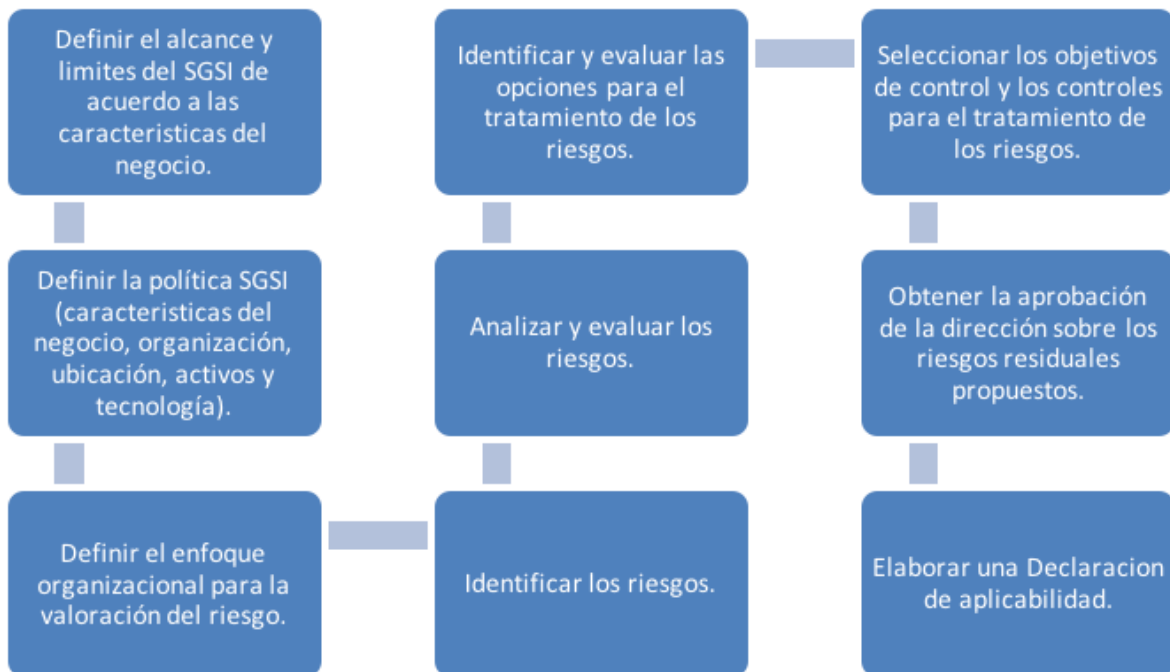 Definir el alcance y
limites del SGSI de
acuerdo a las
caracteristicas del
negocio.
Definir la política SGSI
(caracteristicas del
negocio, organización,
ubicación, activos y
tecnología).
Definir el enfoque
organizacional para la
valoración del riesgo.
Identificar los riesgos.
Analizar y evaluar los
riesgos.
Identificar y evaluar las
opciones para el
tratamiento de los
riesgos.
Seleccionar los objetivos
de control y los controles
para el tratamiento de
los riesgos.
Obtener la aprobación
de la dirección sobre los
riesgos residuales
propuestos.
Elaborar una Declaracion
de aplicabilidad.